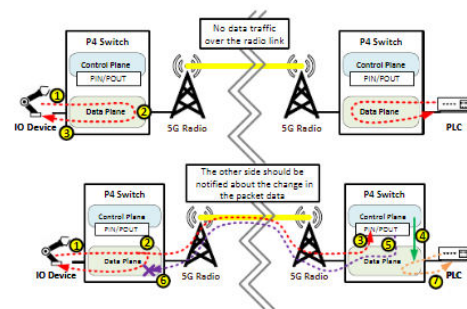 No data traffic
over the radio link
P4 Switch
Control Plane
PIN/POUT
Data Plane
1
2
3
IO Device
5G Radio
5G Radio
P4 Switch
Control Plane
PIN/POUT
Data Plane
PLC
The other side should be
notified about the change in
the packet data
P4 Switch
Control Plane
PIN/POUT
Data Plane
1
2
6
IO Device
5G Radio
5G Radio
P4 Switch
Control Plane
PIN/POUT
Data Plane
3
4
5
7
PLC